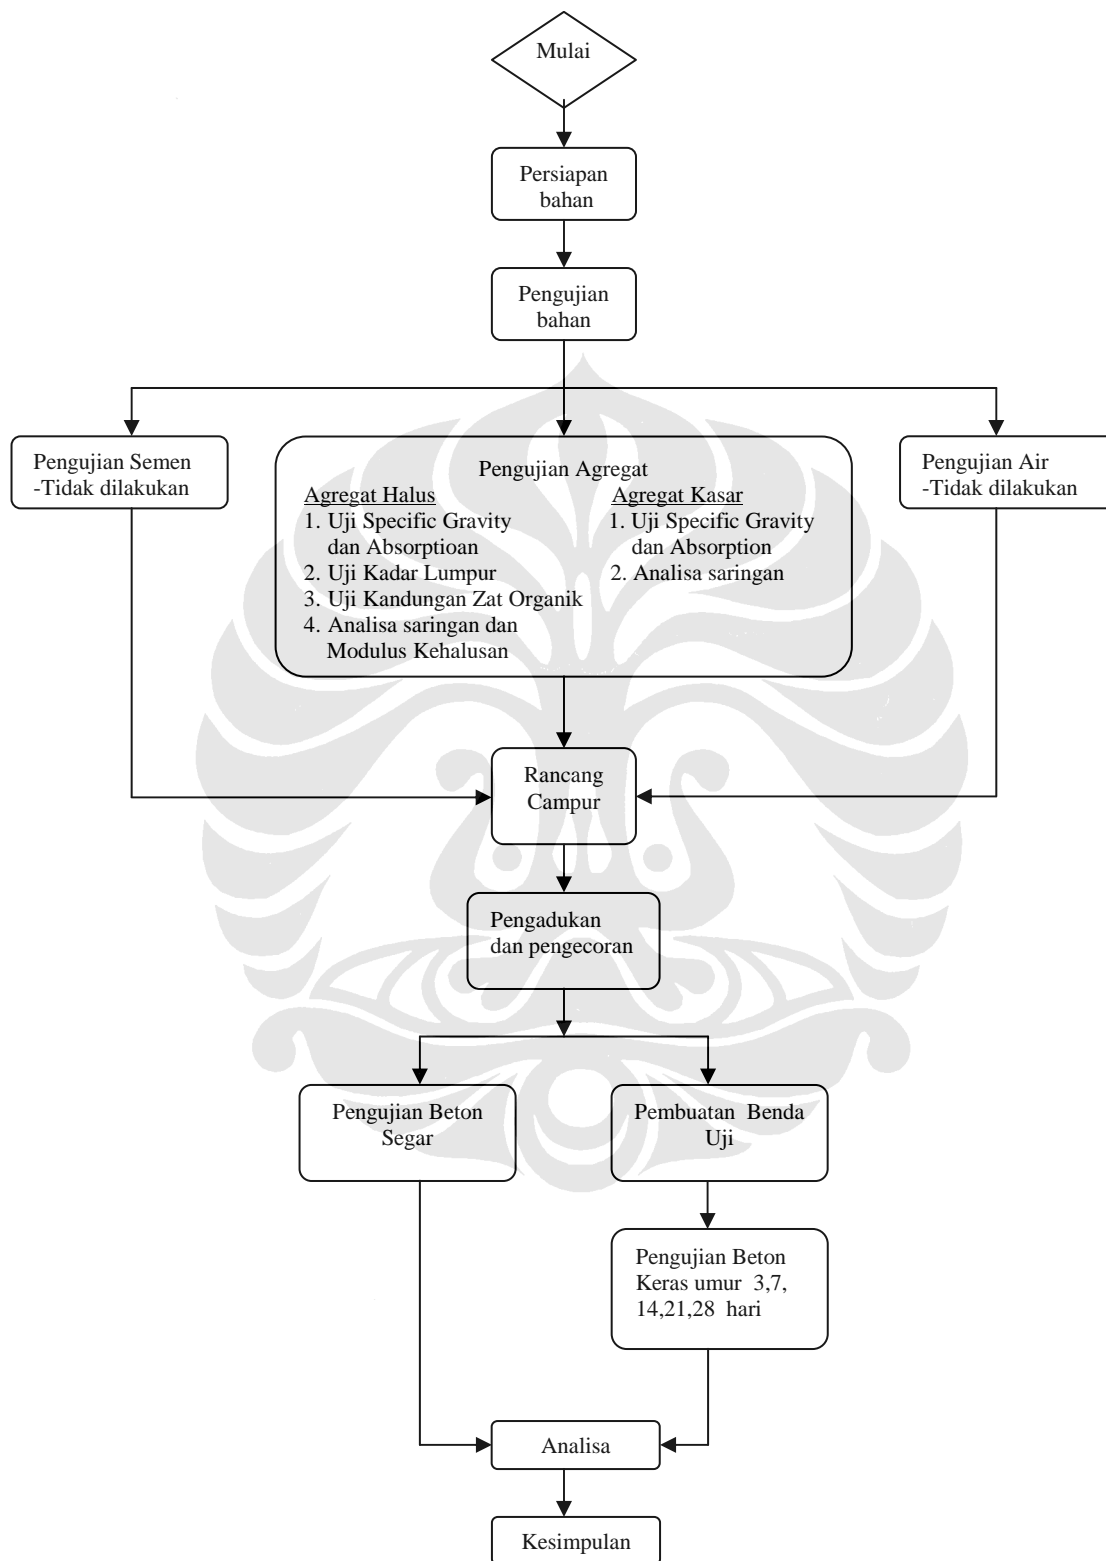 Mulai
Persiapan
bahan
Pengujian
bahan
Pengujian Semen
-Tidak dilakukan
Pengujian Agregat
Agregat Halus
1. Uji Specific Gravity
dan Absorptioan
2. Uji Kadar Lumpur
3. Uji Kandungan Zat Organik
4. Analisa saringan dan
Modulus Kehalusan
Agregat Kasar
1. Uji Specific Gravity
dan Absorption
2. Analisa saringan
Pengujian Air
-Tidak dilakukan
Rancang
Campur
Pengadukan
dan pengecoran
Pengujian Beton
Segar
Pembuatan Benda
Uji
Pengujian Beton
Keras umur 3,7,
14,21,28 hari
Analisa
Kesimpulan